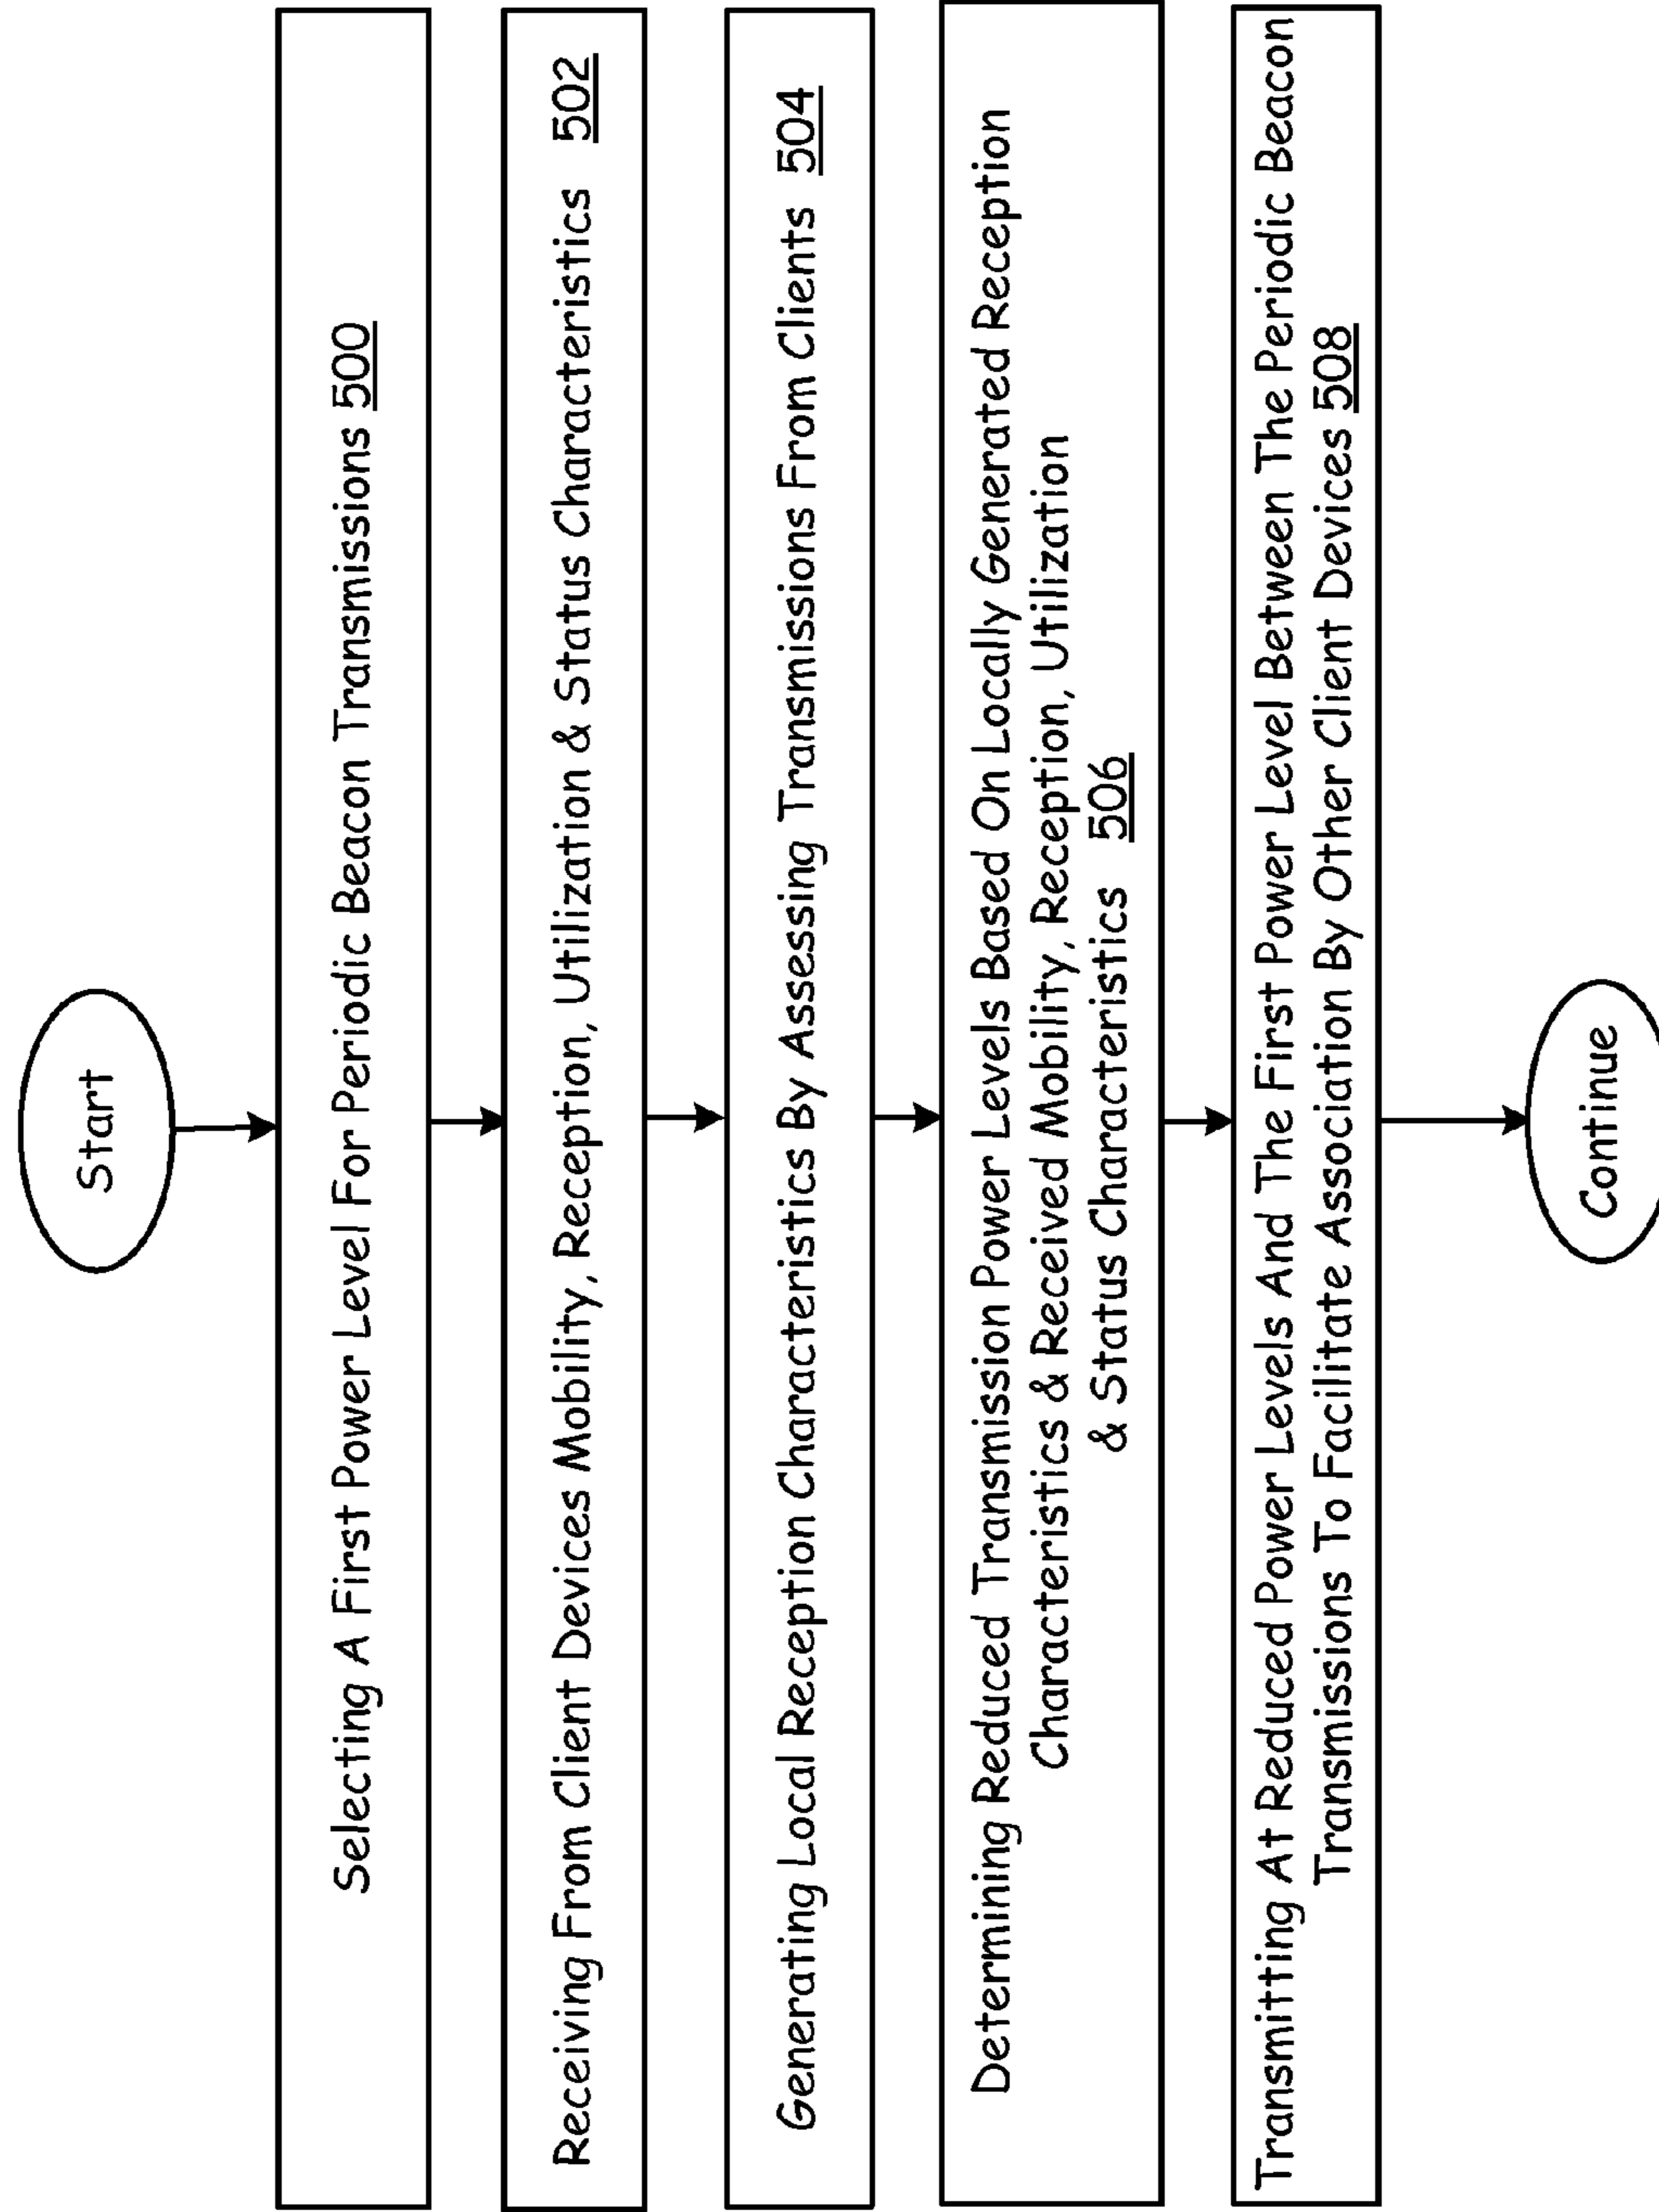 Start
Selecting A First Power Level For Periodic Beacon Transmissions 500
Receiving From Client Devices Mobility, Reception, Utilization & Status Characteristics 502
Generating Local Reception Characteristics By Assessing Transmissions From Clients 504
Determining Reduced Transmission Power Levels Based On Locally Generated Reception
Characteristics & Received Mobility, Reception, Utilization
& Status Characteristics 506
Transmitting At Reduced Power Levels And The First Power Level Between The Periodic Beacon
Transmissions To Facilitate Association By Other Client Devices 508
Continue